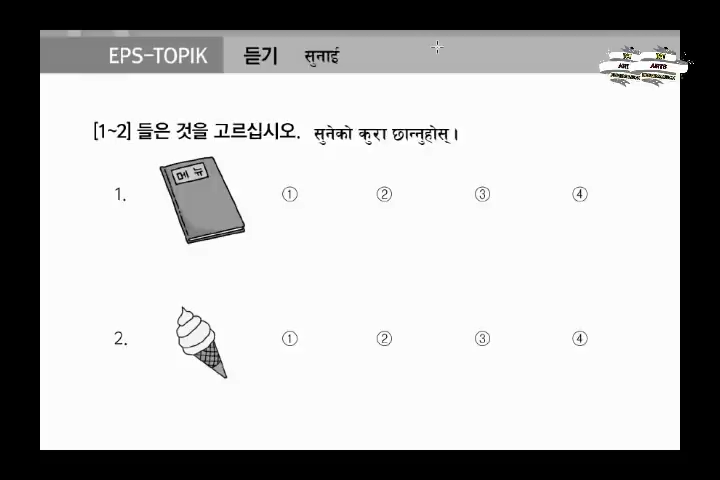 EPS-TOPIK 듣기 सुनाई
[1~2] 들은 것을 고르십시오. सुनेको कुरा छान्नुहोस् ।
1. 메뉴 ① ② ③ ④
2. ① ② ③ ④